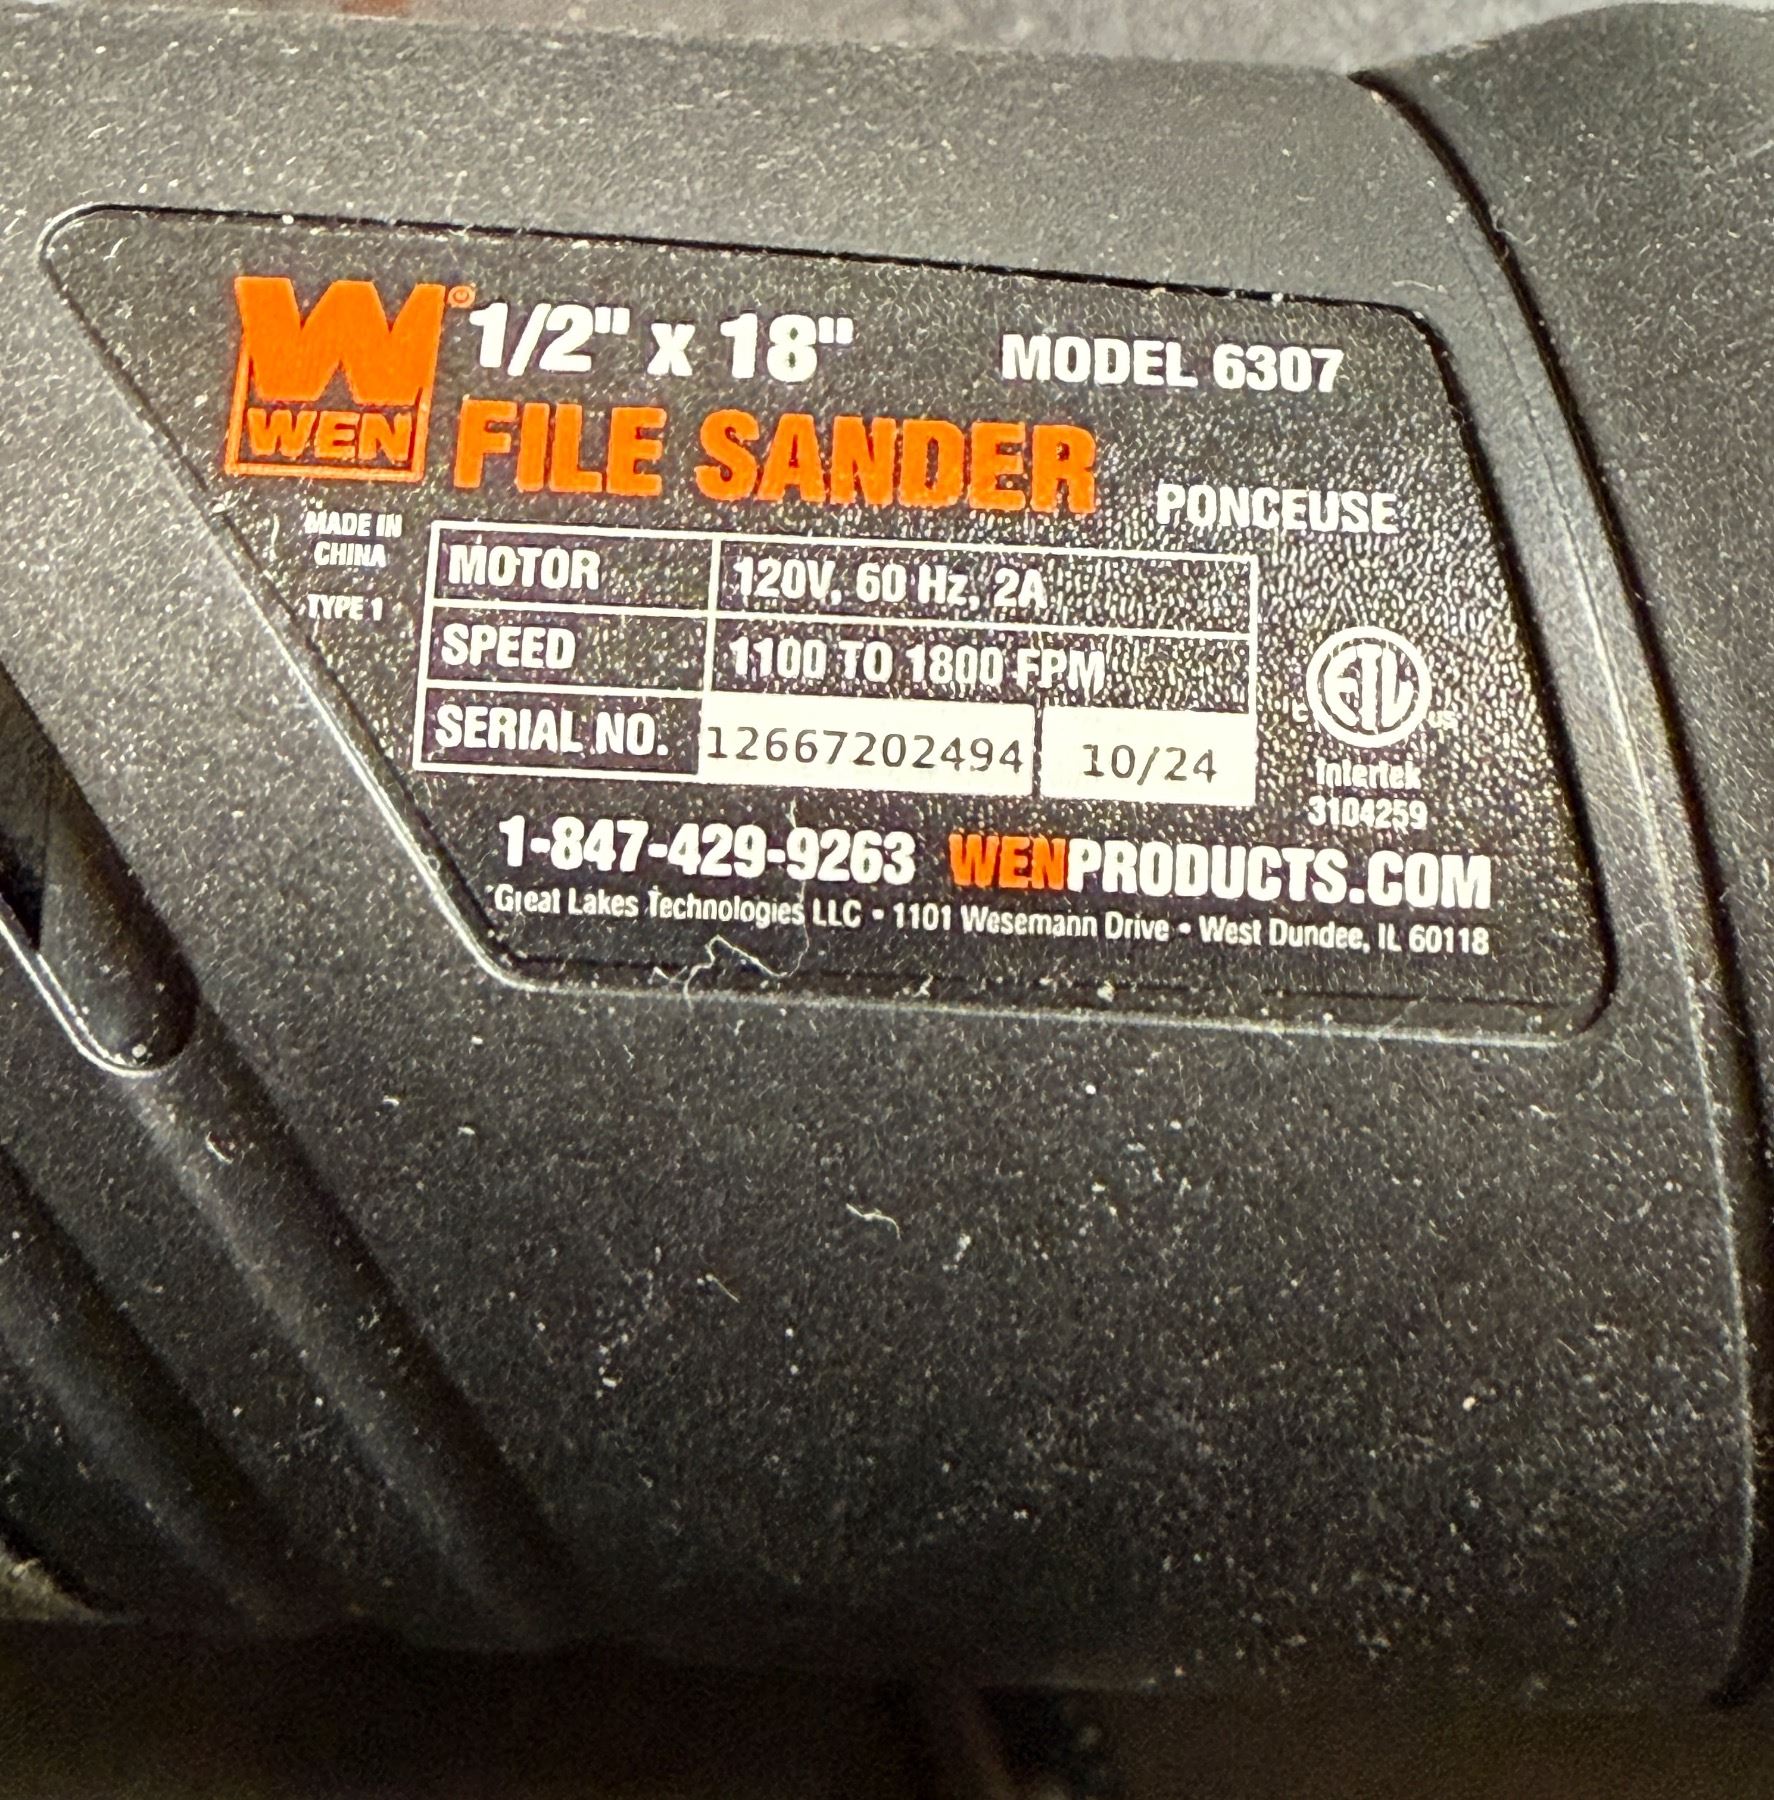 W®
WEN
1/2" x 18"
MODEL 6307
FILE SANDER
PONCEUSE
MADE IN
CHINA
TYPE 1
MOTOR 120V, 60 Hz, 2A
SPEED 1100 TO 1800 FPM
SERIAL NO. 12667202494 10/24
c ETL us
Intertek
3104259
1-847-429-9263 WENPRODUCTS.COM
Great Lakes Technologies LLC • 1101 Wesemann Drive • West Dundee, IL 60118